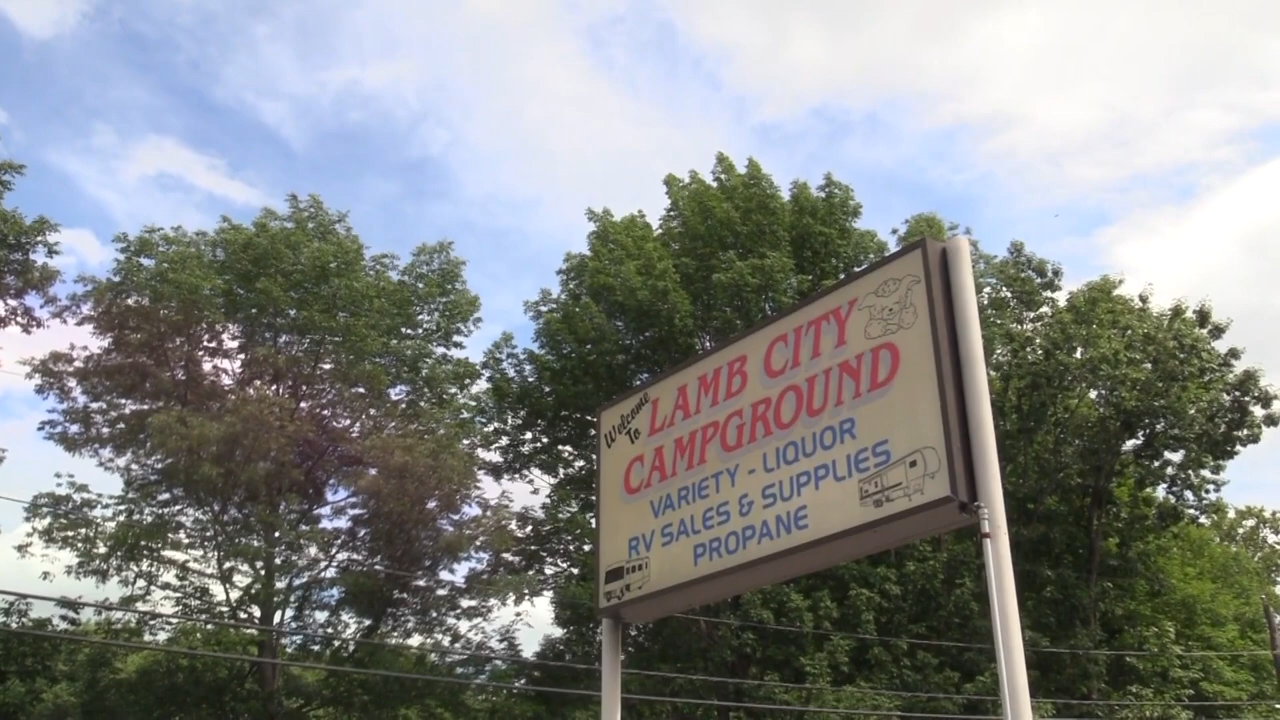 Welcome
To
LAMB CITY
CAMPGROUND
VARIETY - LIQUOR
RV SALES & SUPPLIES
PROPANE